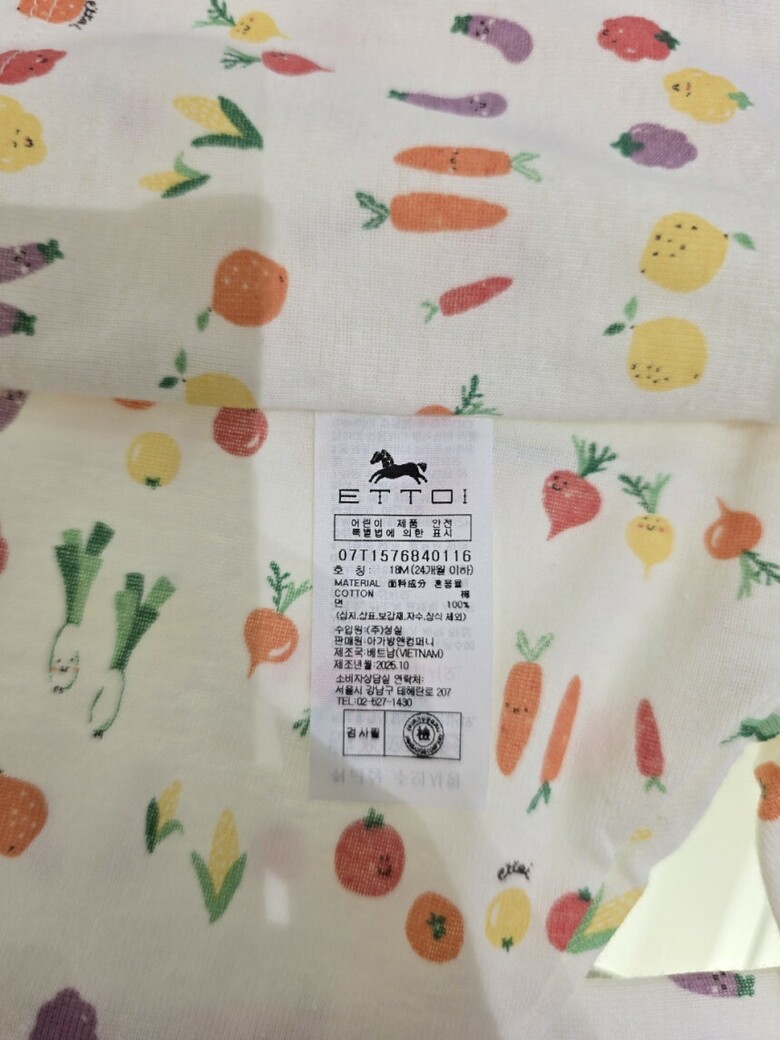 ETTOI
어린이 제품 안전
특별법에 의한 표시
07T1576840116
호 칭: 18M(24개월 이하)
MATERIAL 面料成分 혼용율
COTTON 棉
면 100%
(심지,상표,보강재,자수,장식 제외)
수입원:(주)성실
판매원:아가방앤컴퍼니
제조국:베트남(VIETNAM)
제조년월:2025.10
소비자상담실 연락처:
서울시 강남구 테헤란로 207
TEL:02-527-1430
검사필
檢
ettoi